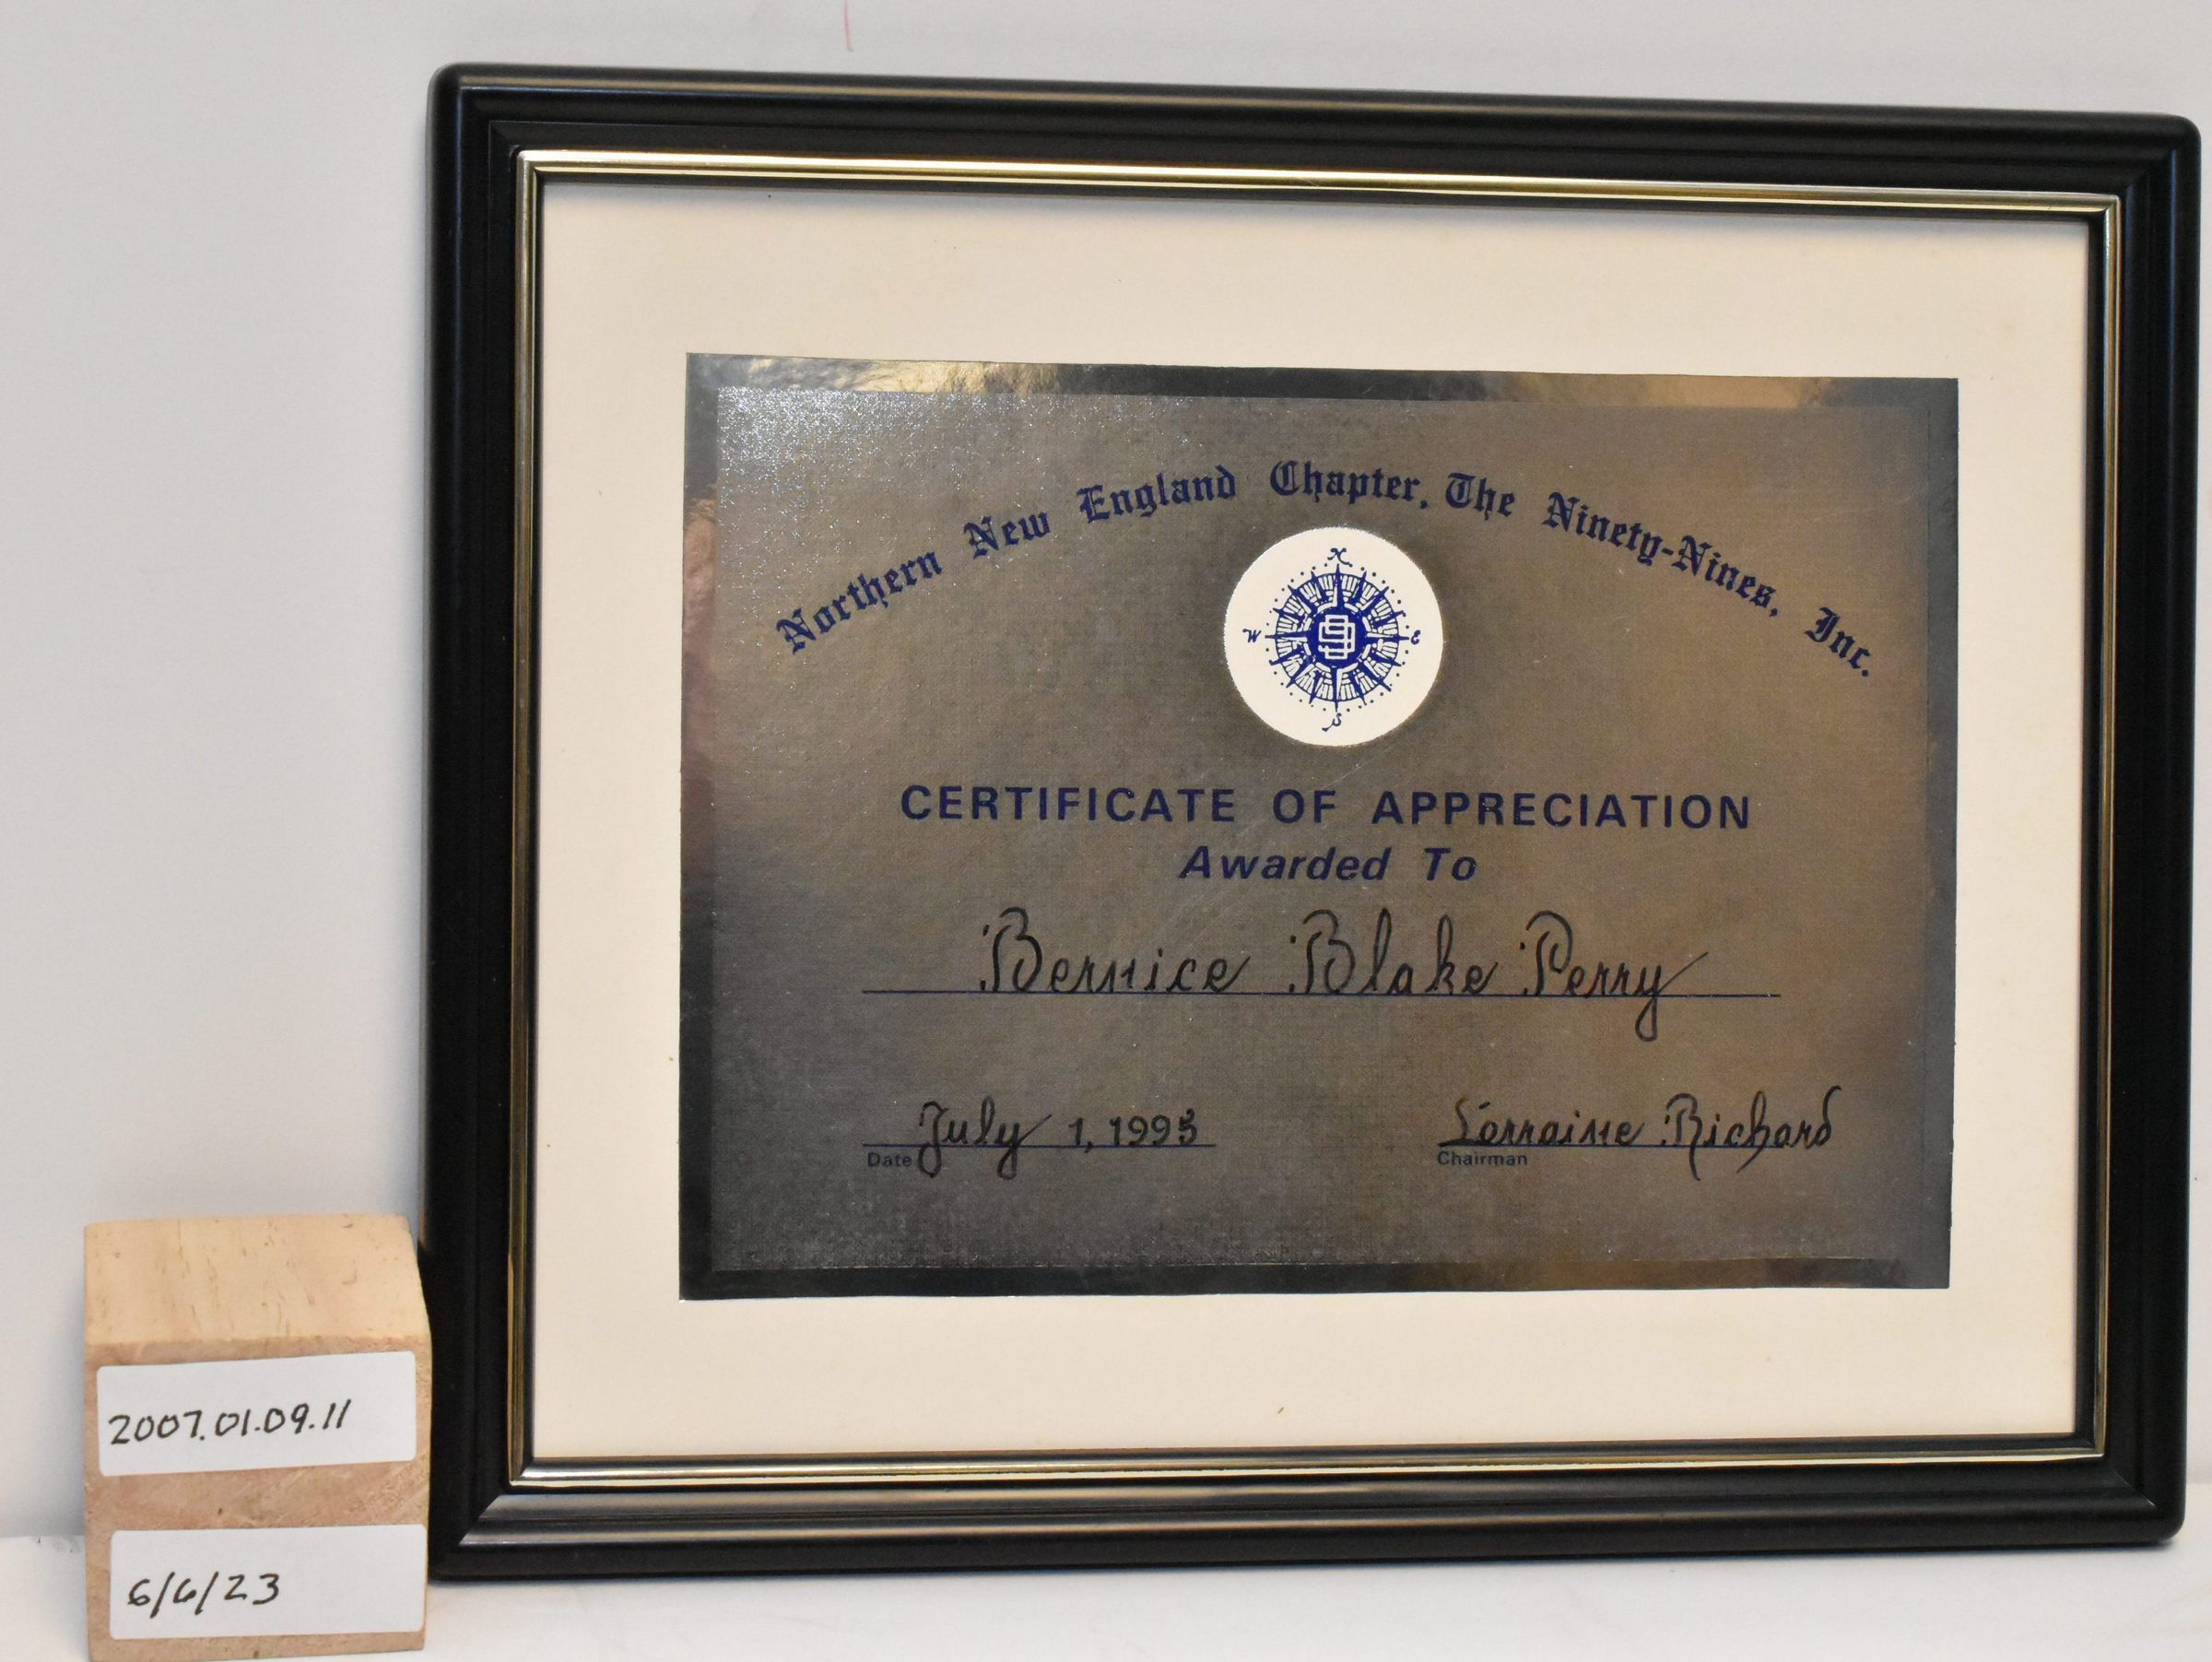 Northern New England Chapter, The Ninety-Nines, Inc.
N
W 99 E
S
CERTIFICATE OF APPRECIATION
Awarded To
Bernice Blake Perry
July 1, 1995 Lorraine Richard
Date Chairman
2007.01.09.11
6/6/23